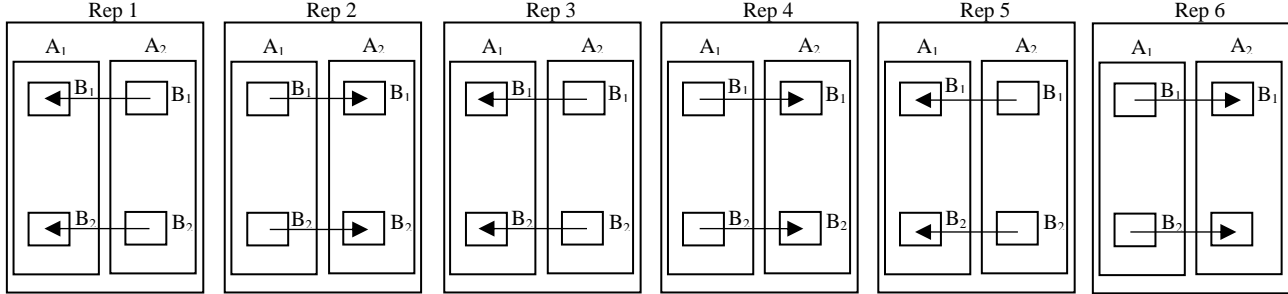 Rep 1 Rep 2 Rep 3 Rep 4 Rep 5 Rep 6
A₁ A₂ A₁ A₂ A₁ A₂ A₁ A₂ A₁ A₂ A₁ A₂
B₁ B₁ B₁ B₁ B₁ B₁ B₁ B₁ B₁ B₁ B₁ B₁
B₂ B₂ B₂ B₂ B₂ B₂ B₂ B₂ B₂ B₂ B₂